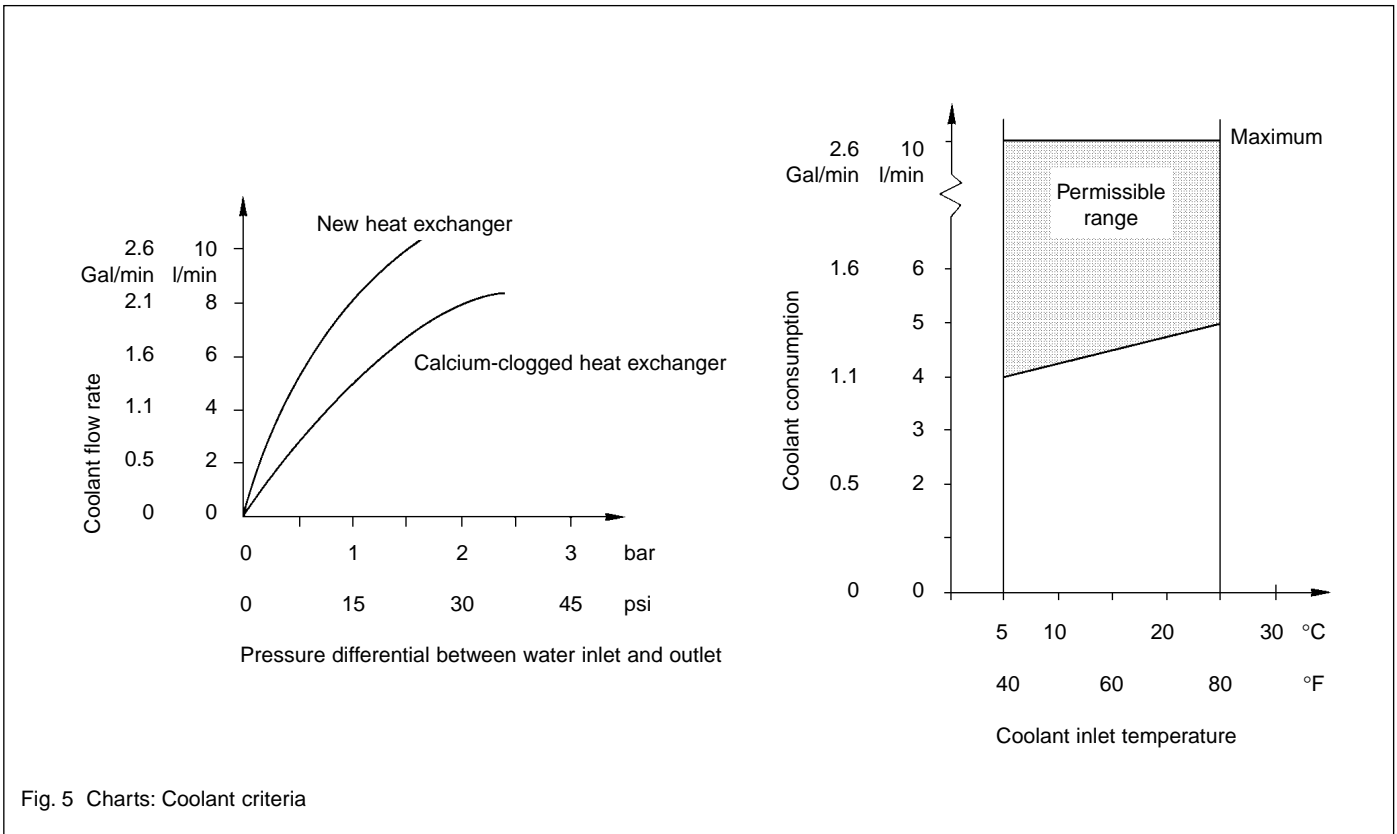 New heat exchanger
Calcium-clogged heat exchanger
Coolant flow rate
2.6 10
Gal/min l/min
2.1 8
1.6 6
1.1 4
0.5 2
0 0
0 1 2 3 bar
0 15 30 45 psi
Pressure differential between water inlet and outlet
Maximum
Permissible
range
Coolant consumption
2.6 10
Gal/min l/min
1.6 6
5
1.1 4
3
0.5 2
0 0
5 10 20 30 °C
40 60 80 °F
Coolant inlet temperature
Fig. 5 Charts: Coolant criteria